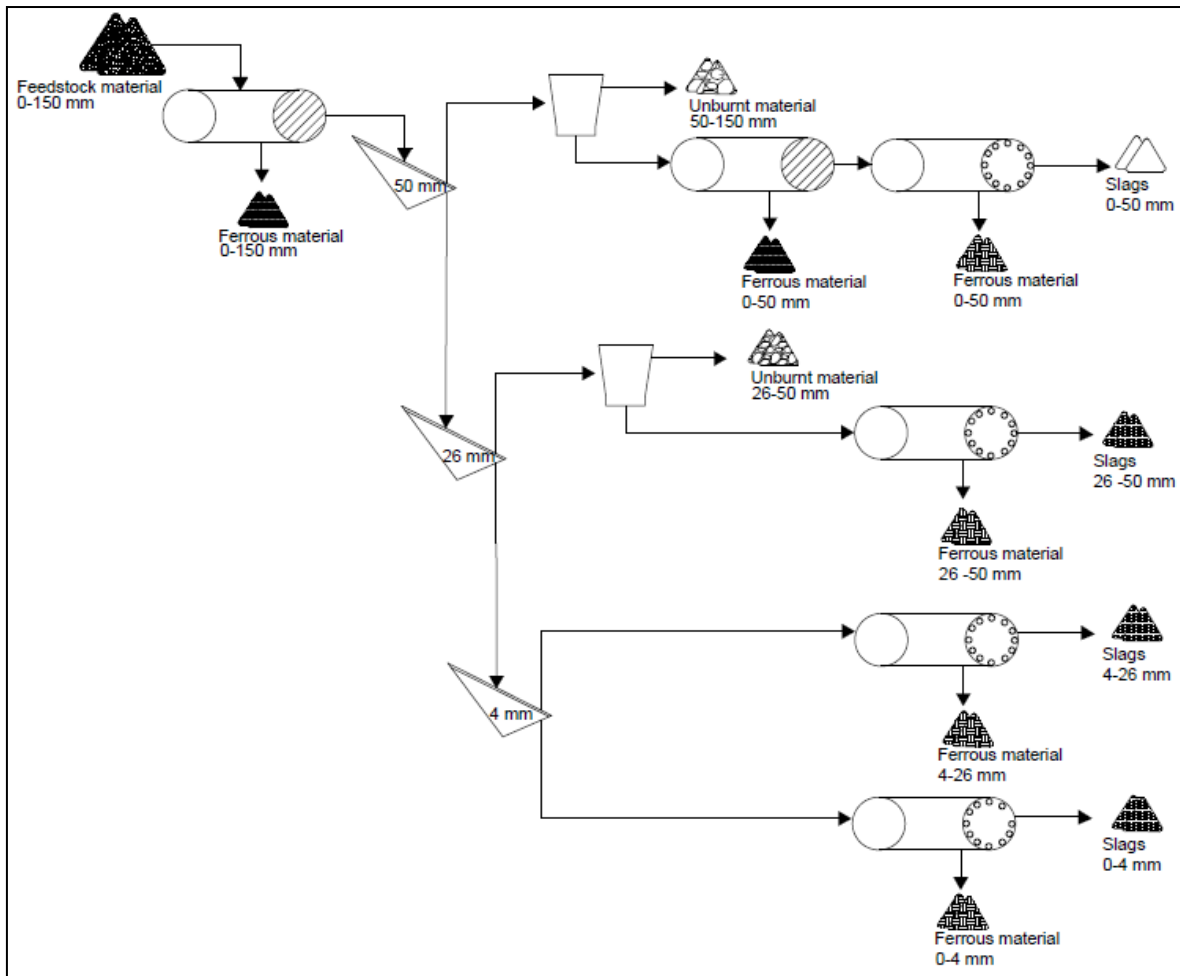 Feedstock material
0-150 mm
Ferrous material
0-150 mm
50 mm
Unburnt material
50-150 mm
Ferrous material
0-50 mm
Ferrous material
0-50 mm
Slags
0-50 mm
26 mm
Unburnt material
26-50 mm
Slags
26 -50 mm
Ferrous material
26 -50 mm
4 mm
Slags
4-26 mm
Ferrous material
4-26 mm
Slags
0-4 mm
Ferrous material
0-4 mm